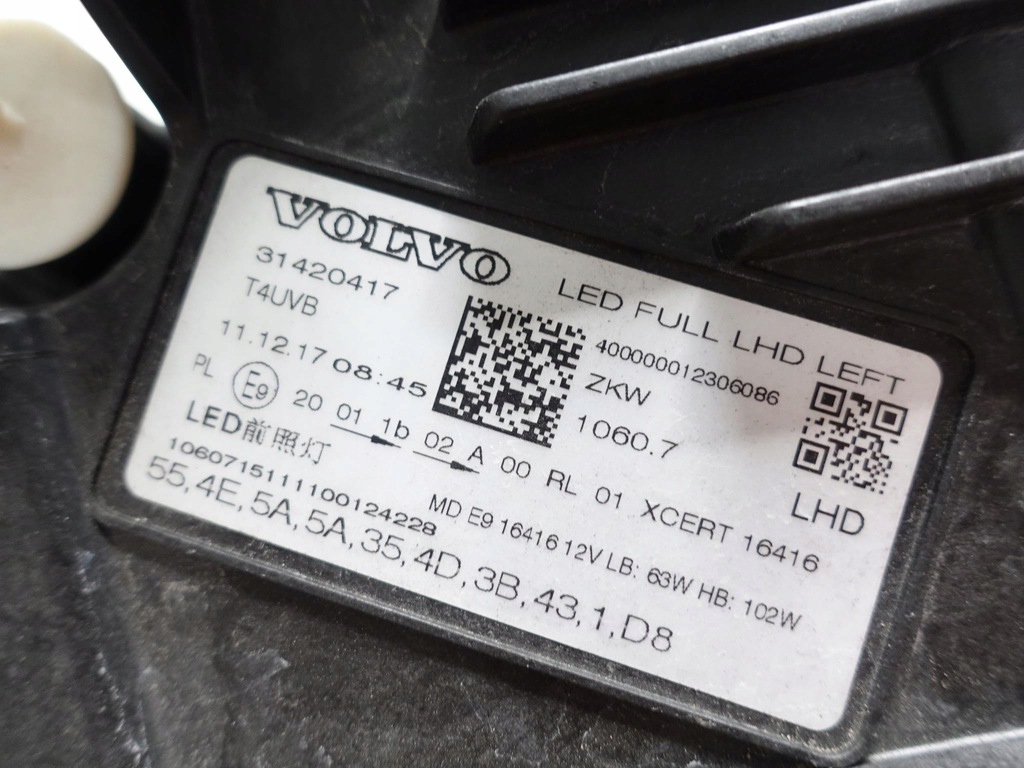 VOLVO
LED FULL LHD LEFT
31420417
400000012306086
T4UVB
ZKW
11.12.17 08:45
1060.7
LHD
PL E9 20 01 1b 02 A 00 RL 01 XCERT 16416
LED前照灯
MD E9 16416 12V LB: 63W HB: 102W
1060715111100124228
55,4E,5A,5A,35,4D,3B,43,1,D8